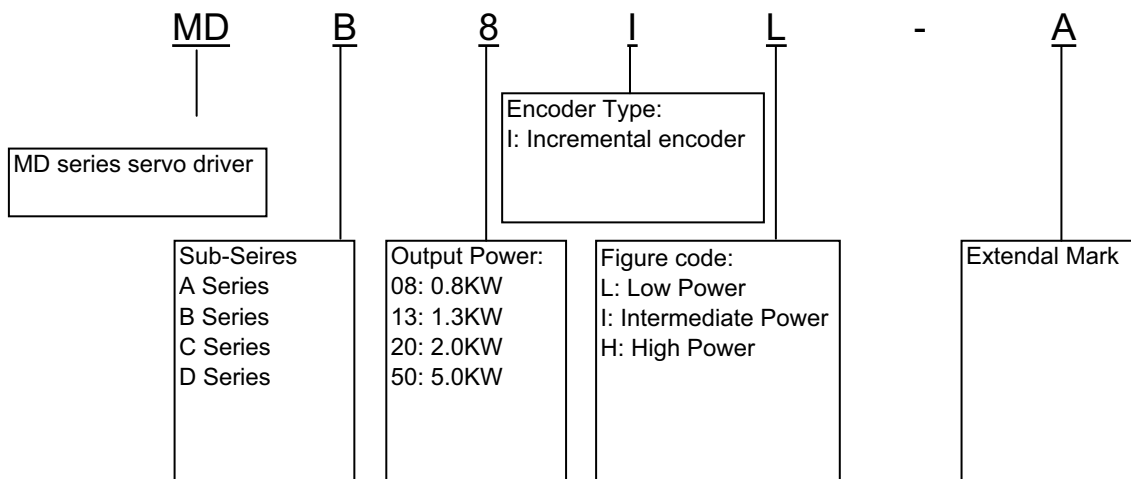 MD B 8 I L - A
Encoder Type:
I: Incremental encoder
MD series servo driver
Sub-Seires
A Series
B Series
C Series
D Series
Output Power:
08: 0.8KW
13: 1.3KW
20: 2.0KW
50: 5.0KW
Figure code:
L: Low Power
I: Intermediate Power
H: High Power
Extendal Mark